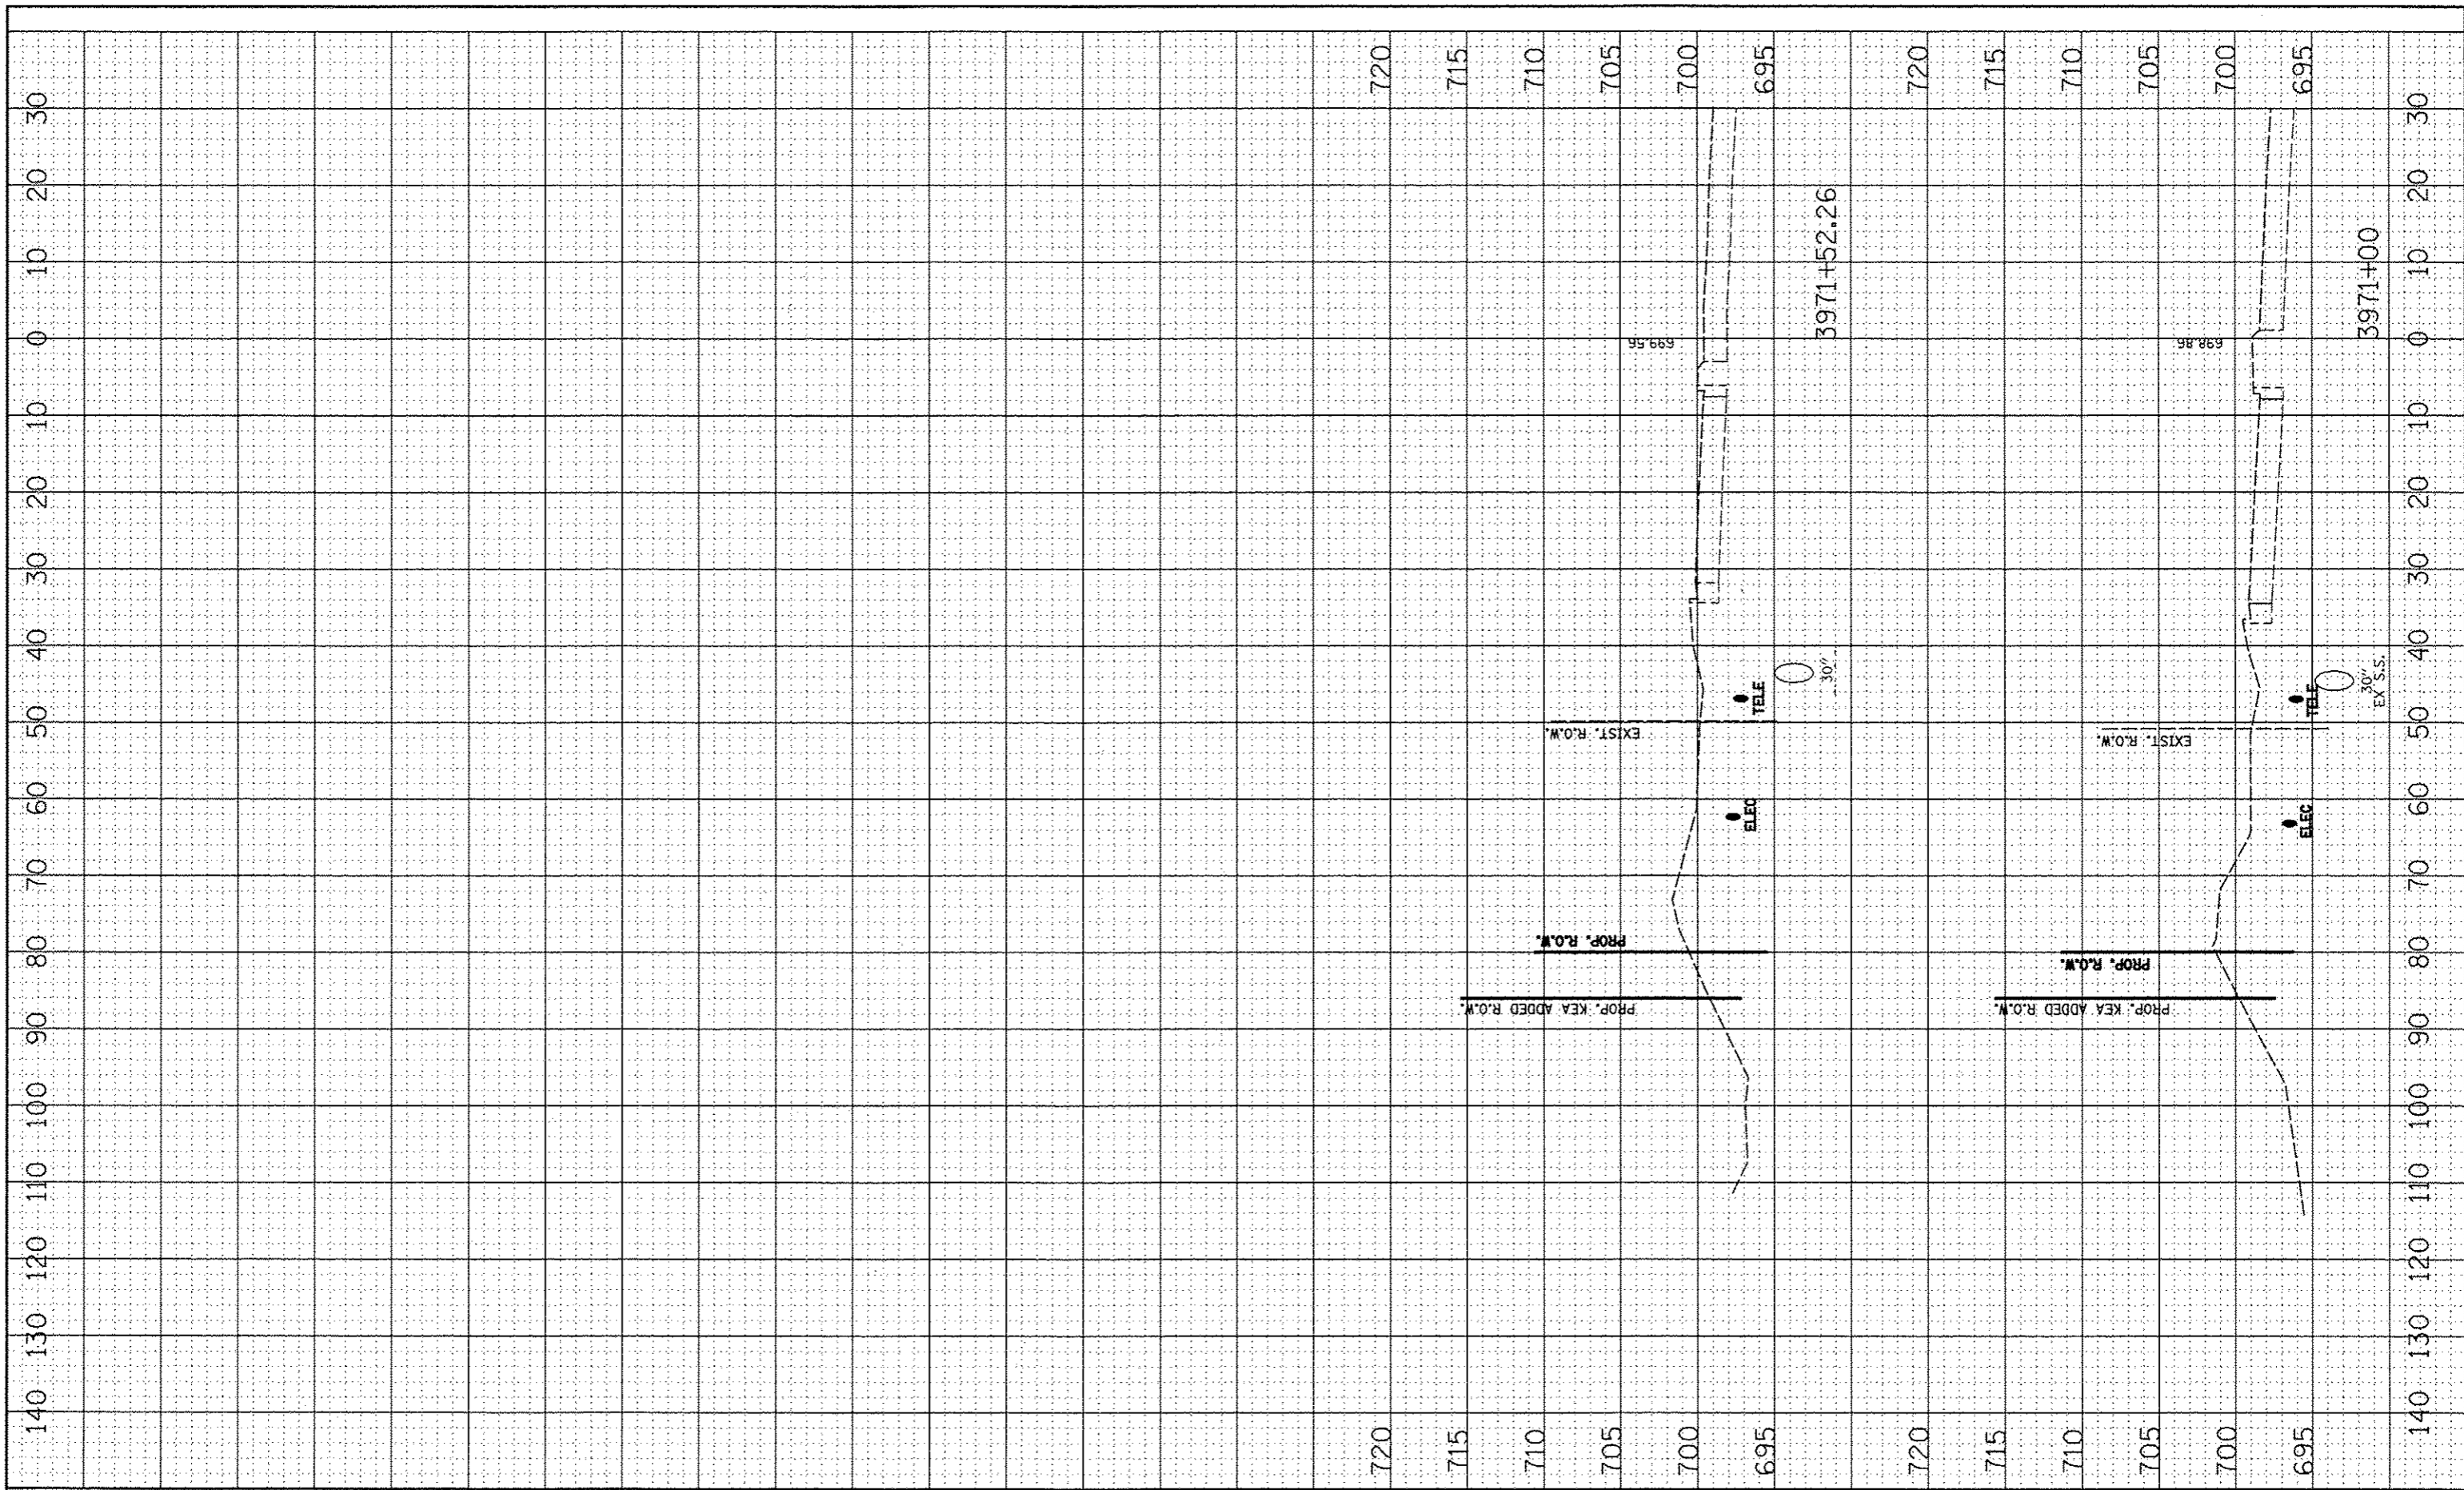 140 130 120 110 100 90 80 70 60 50 40 30 20 10 0 10 20 30
720 720
715 715
710 710
705 705
700 700
695 695
699.56
EXIST. R.O.W.
PROP. R.O.W.
PROP. KEA ADDED R.O.W.
ELEC
TELE
30"
3971+52.26
720 720
715 715
710 710
705 705
700 700
695 695
698.86
EXIST. R.O.W.
PROP. R.O.W.
PROP. KEA ADDED R.O.W.
ELEC
TELE
30"
EX S.S.
3971+00
140 130 120 110 100 90 80 70 60 50 40 30 20 10 0 10 20 30